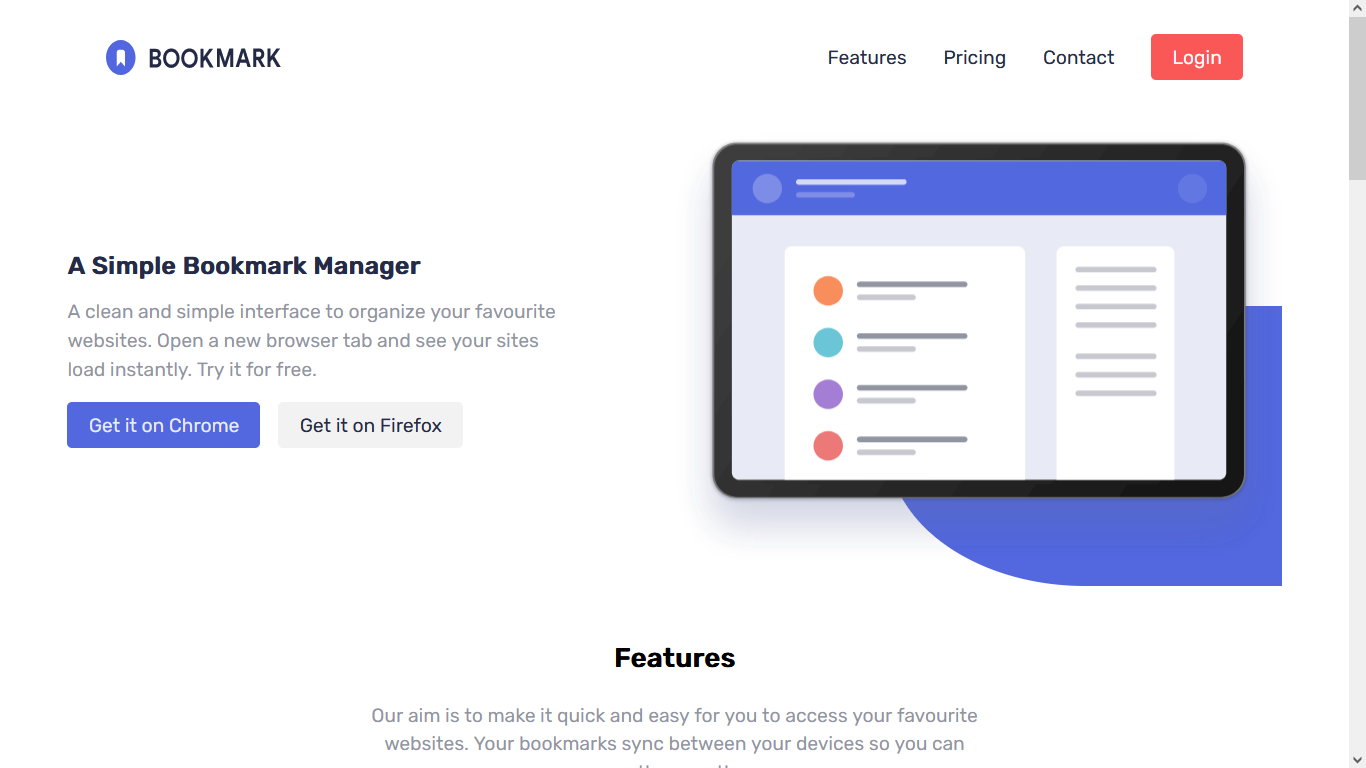 BOOKMARK
Features
Pricing
Contact
Login
A Simple Bookmark Manager
A clean and simple interface to organize your favourite
websites. Open a new browser tab and see your sites
load instantly. Try it for free.
Get it on Chrome
Get it on Firefox
Features
Our aim is to make it quick and easy for you to access your favourite
websites. Your bookmarks sync between your devices so you can